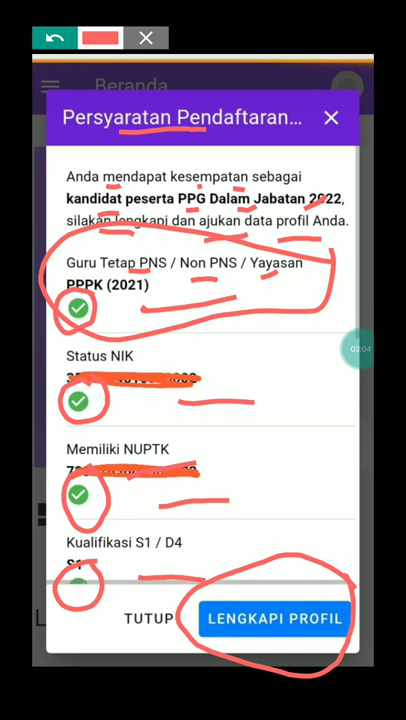 Beranda
Persyaratan Pendaftaran...
Anda mendapat kesempatan sebagai
kandidat peserta PPG Dalam Jabatan 2022,
silakan lengkapi dan ajukan data profil Anda.
Guru Tetap PNS / Non PNS / Yayasan
PPPK (2021)
02:04
Status NIK
Memiliki NUPTK
Kualifikasi S1 / D4
S1
TUTUP
LENGKAPI PROFIL